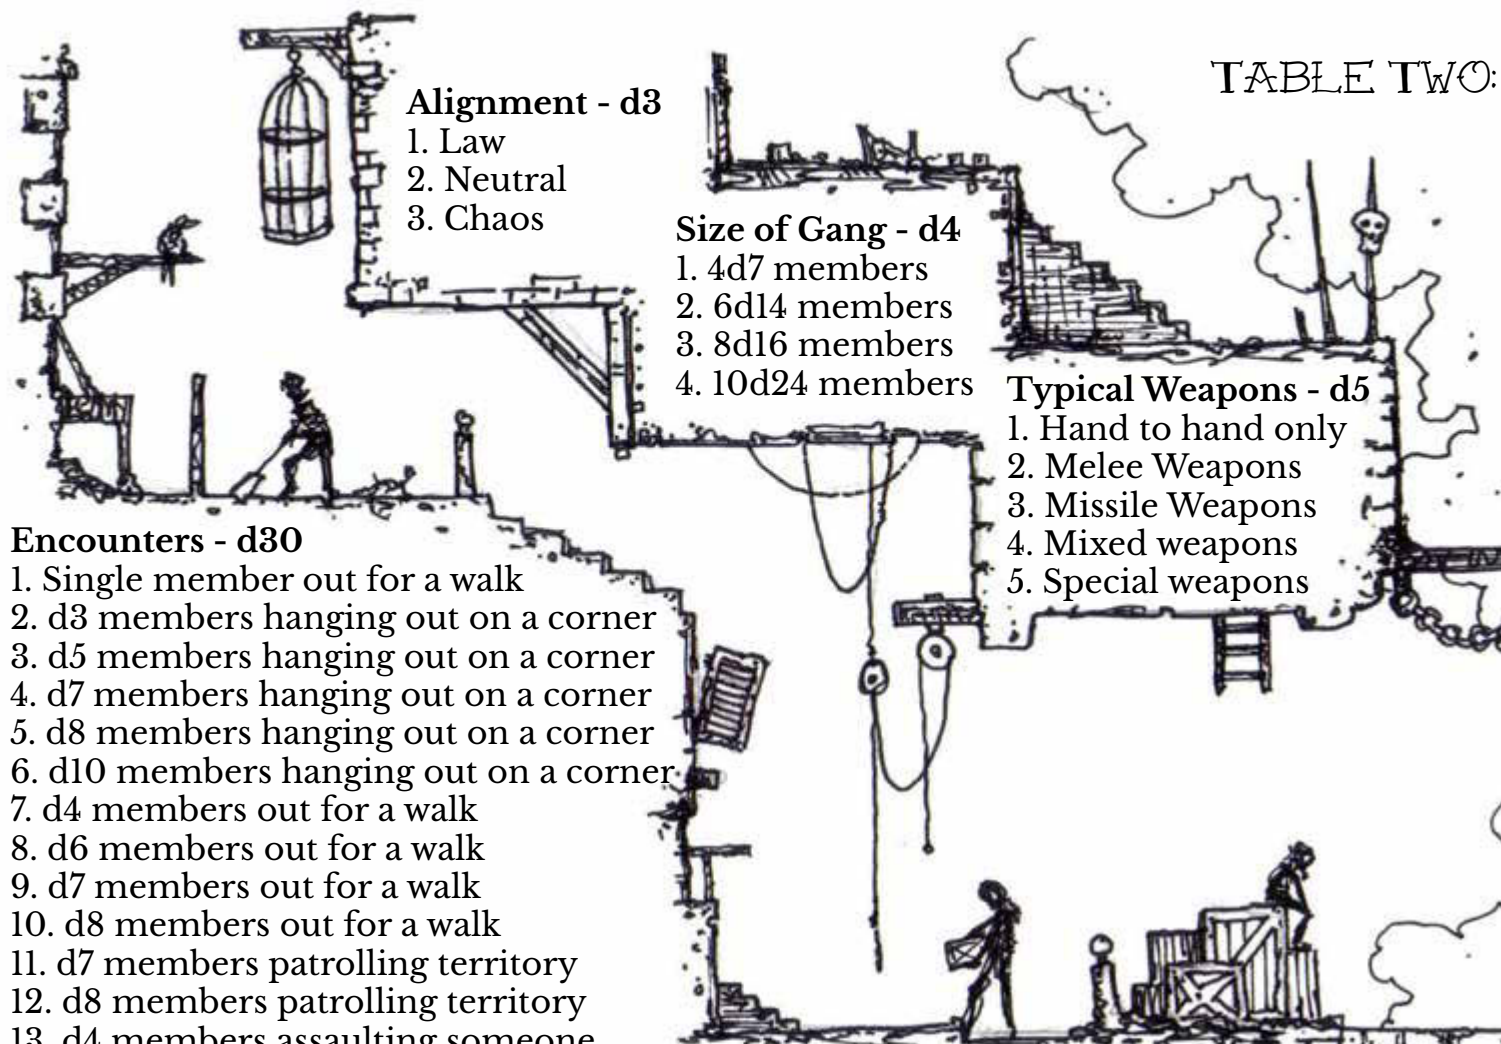 TABLE TWO:
Alignment - d3
1. Law
2. Neutral
3. Chaos
Size of Gang - d4
1. 4d7 members
2. 6d14 members
3. 8d16 members
4. 10d24 members
Typical Weapons - d5
1. Hand to hand only
2. Melee Weapons
3. Missile Weapons
4. Mixed weapons
5. Special weapons
Encounters - d30
1. Single member out for a walk
2. d3 members hanging out on a corner
3. d5 members hanging out on a corner
4. d7 members hanging out on a corner
5. d8 members hanging out on a corner
6. d10 members hanging out on a corner
7. d4 members out for a walk
8. d6 members out for a walk
9. d7 members out for a walk
10. d8 members out for a walk
11. d7 members patrolling territory
12. d8 members patrolling territory
13. d4 members assaulting someone